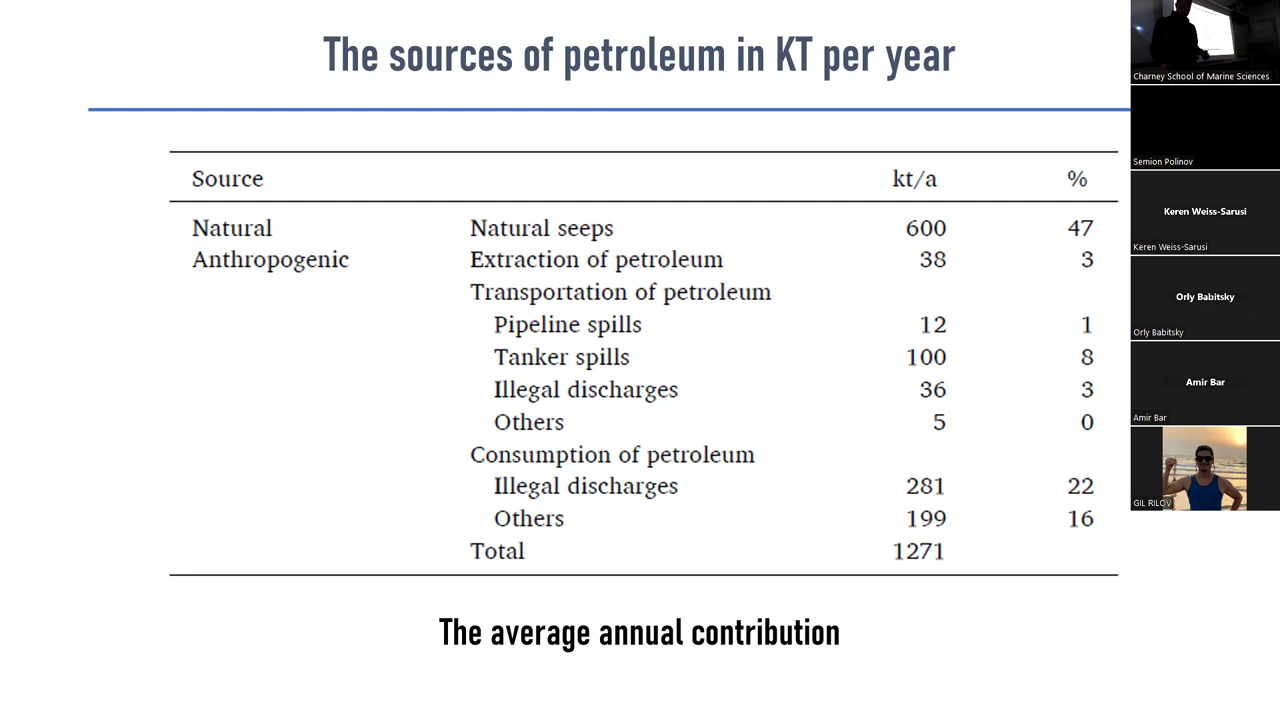 The sources of petroleum in KT per year
Source kt/a %
Natural Natural seeps 600 47
Anthropogenic Extraction of petroleum 38 3
Transportation of petroleum
Pipeline spills 12 1
Tanker spills 100 8
Illegal discharges 36 3
Others 5 0
Consumption of petroleum
Illegal discharges 281 22
Others 199 16
Total 1271
The average annual contribution
Charney School of Marine Sciences
Semion Polinov
Keren Weiss-Sarusi
Keren Weiss-Sarusi
Orly Babitsky
Orly Babitsky
Amir Bar
Amir Bar
GIL RILOV